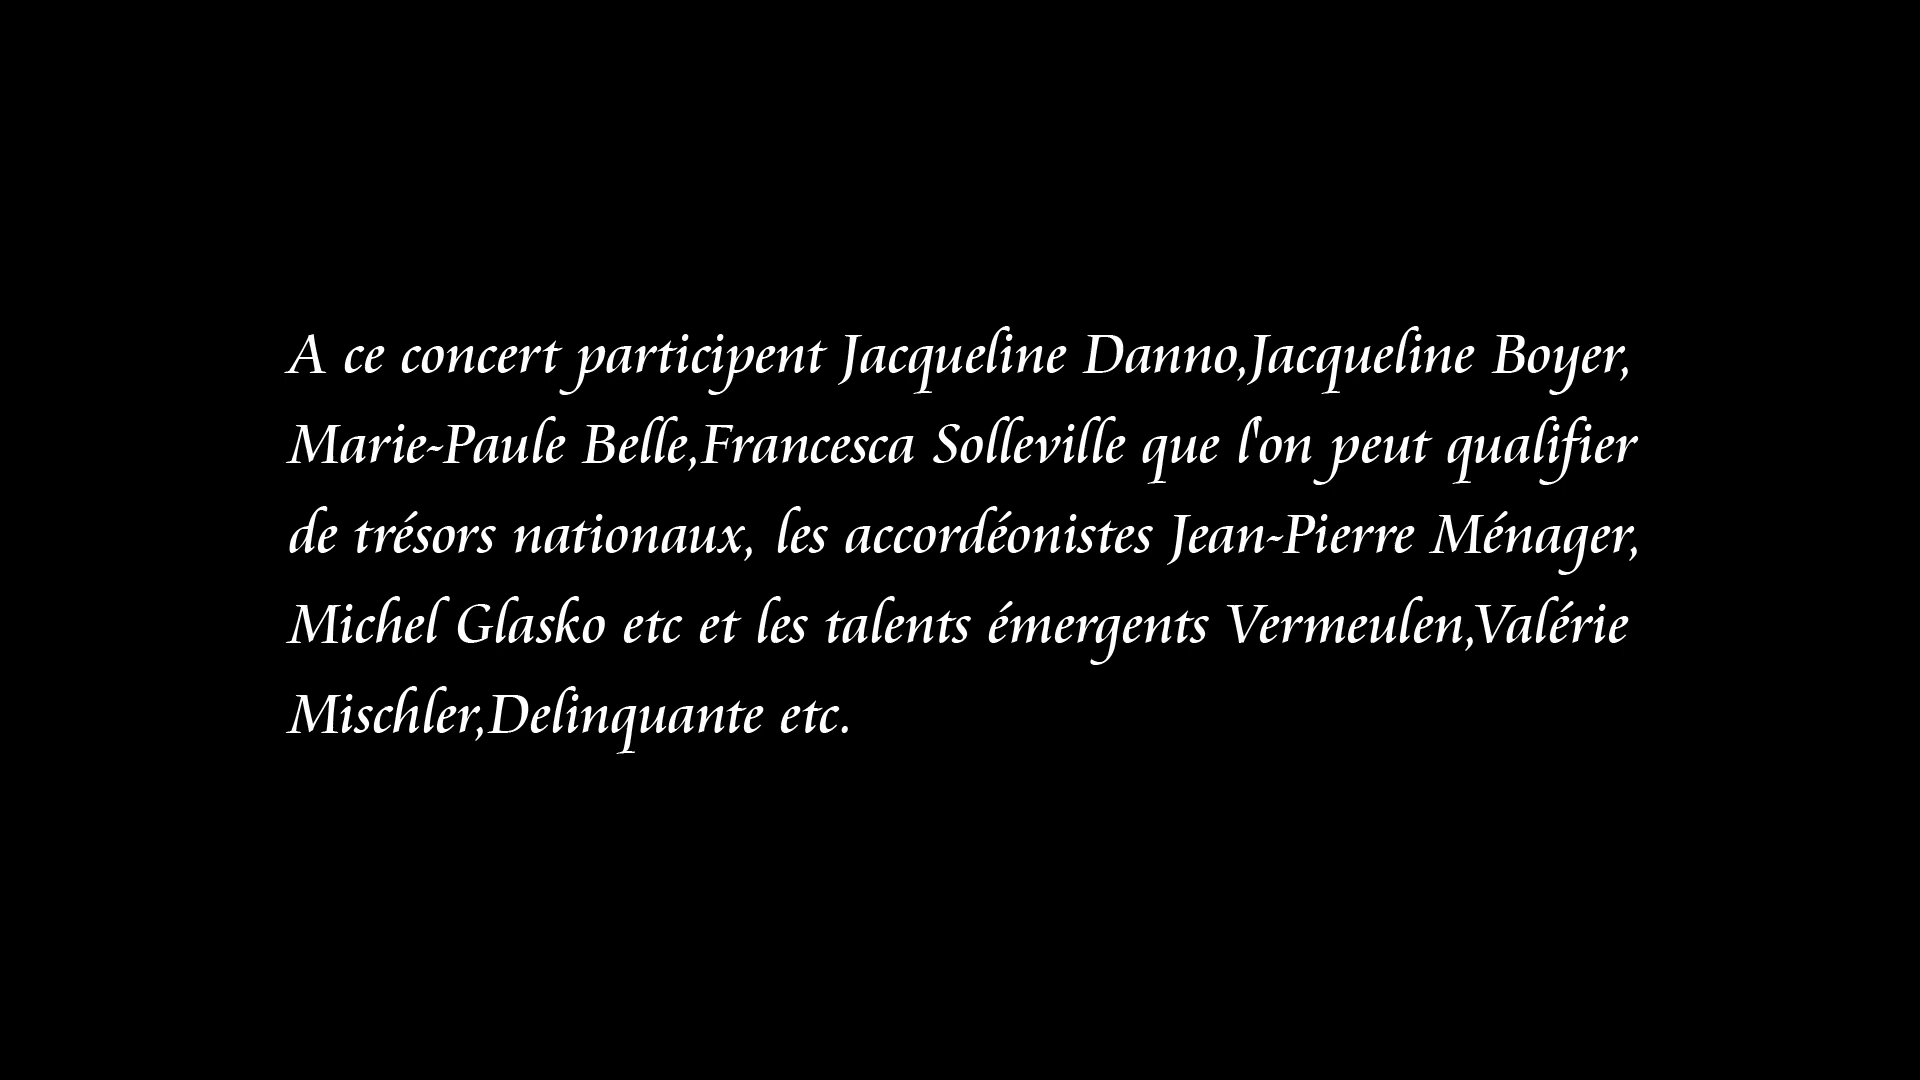 A ce concert participent Jacqueline Danno,Jacqueline Boyer,
Marie-Paule Belle,Francesca Solleville que l'on peut qualifier
de trésors nationaux, les accordéonistes Jean-Pierre Ménager,
Michel Glasko etc et les talents émergents Vermeulen,Valérie
Mischler,Delinquante etc.